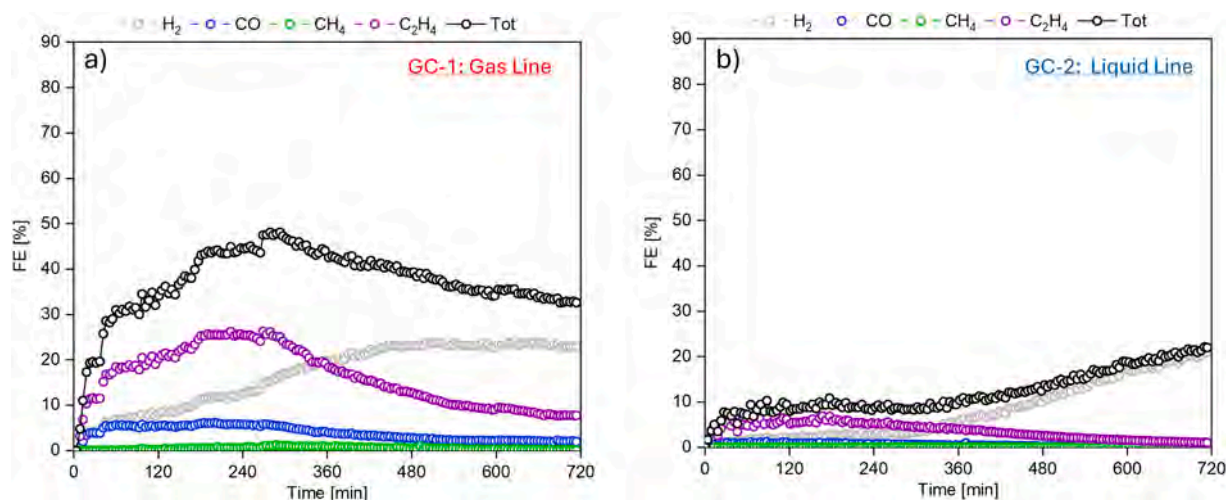 H₂ CO CH₄ C₂H₄ Tot
a)
GC-1: Gas Line
FE [%]
90
80
70
60
50
40
30
20
10
0
0 120 240 360 480 600 720
Time [min]
H₂ CO CH₄ C₂H₄ Tot
b)
GC-2: Liquid Line
FE [%]
90
80
70
60
50
40
30
20
10
0
0 120 240 360 480 600 720
Time [min]